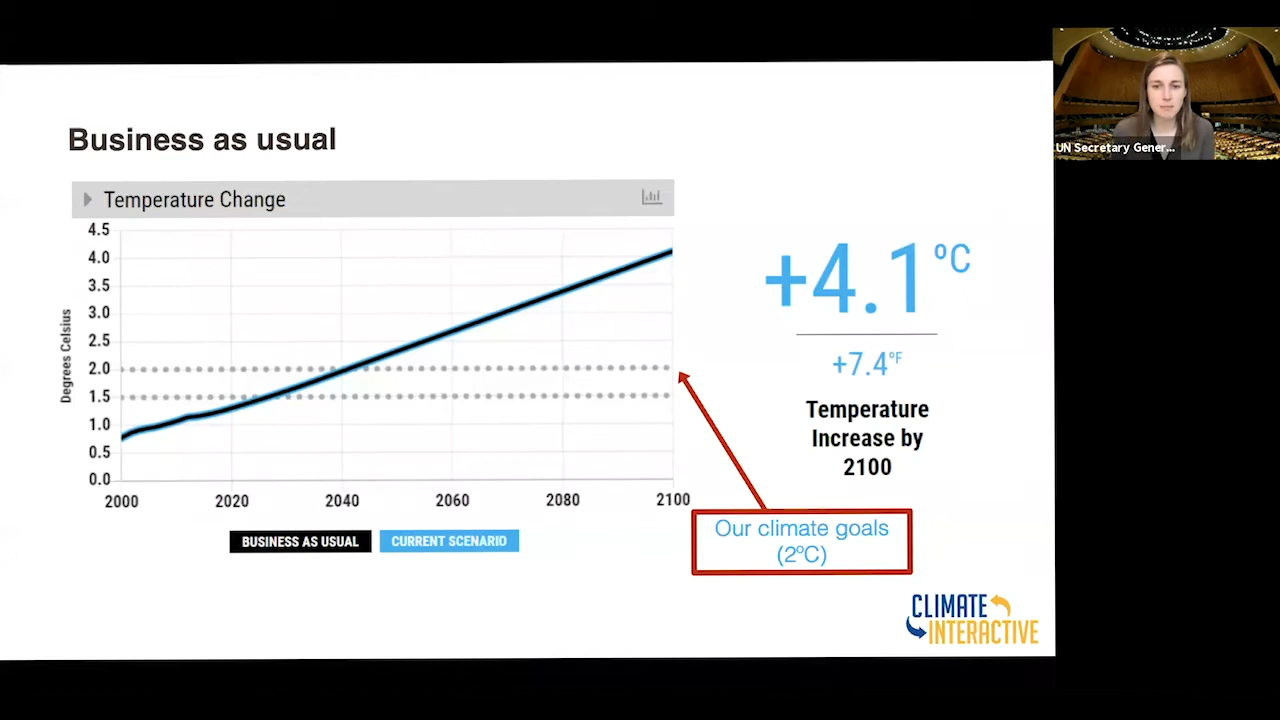 Business as usual
UN Secretary Gener...
Temperature Change
4.5
4.0
3.5
3.0
2.5
2.0
1.5
1.0
0.5
0.0
Degrees Celsius
2000 2020 2040 2060 2080 2100
BUSINESS AS USUAL CURRENT SCENARIO
+4.1 ºC
+7.4 ºF
Temperature
Increase by
2100
Our climate goals
(2ºC)
CLIMATE
INTERACTIVE